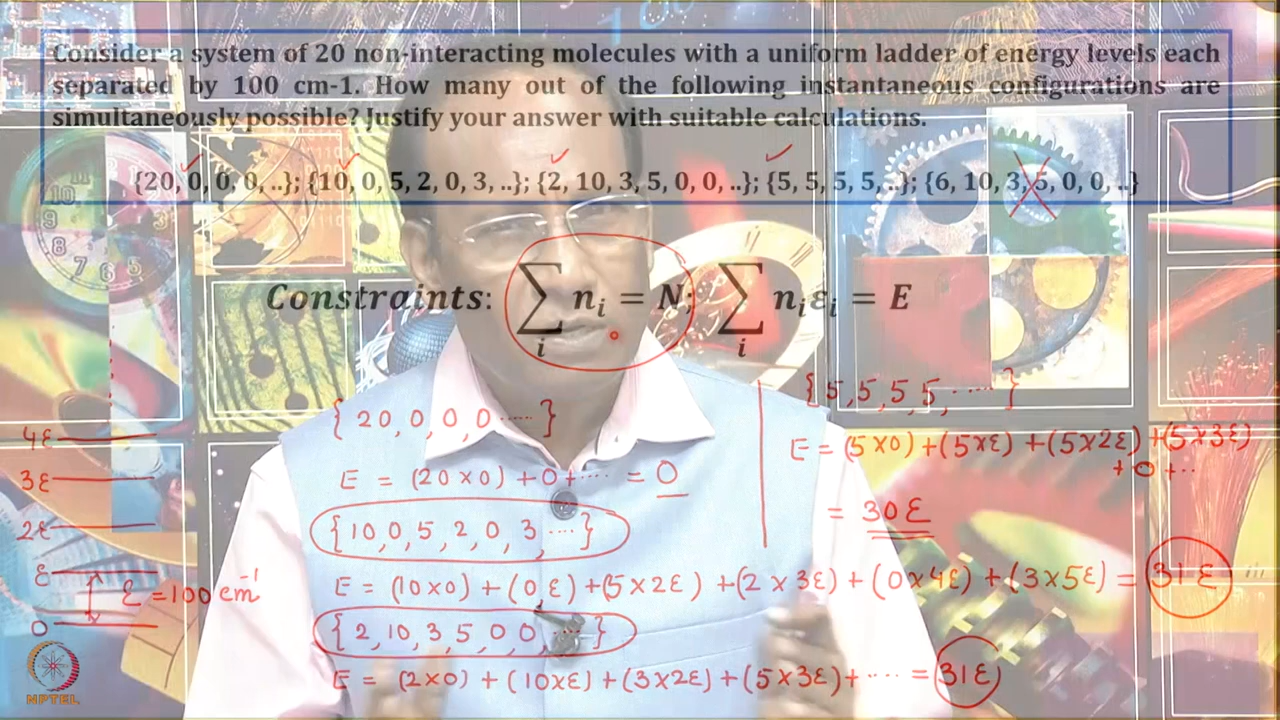 Consider a system of 20 non-interacting molecules with a uniform ladder of energy levels each
separated by 100 cm-1. How many out of the following instantaneous configurations are
simultaneously possible? Justify your answer with suitable calculations.
{20, 0, 0, 0, ..}; {10, 0, 5, 2, 0, 3, ..}; {2, 10, 3, 5, 0, 0, ..}; {5, 5, 5, 5, ..}; {6, 10, 3, 5, 0, 0, ..}
Constraints: ∑ᵢ nᵢ = N; ∑ᵢ nᵢεᵢ = E
{ 20, 0, 0, 0 ..... }
E = (20 x 0) + 0 + .... = 0
{ 10, 0, 5, 2, 0, 3, ... }
E = (10 x 0) + (0 ε) + (5 x 2ε) + (2 x 3ε) + (0 x 4ε) + (3 x 5ε) = 31 ε
{ 2, 10, 3, 5, 0 0, ... }
E = (2 x 0) + (10 x ε) + (3 x 2ε) + (5 x 3ε) + .... = 31 ε
{ 5, 5, 5, 5, ..... }
E = (5 x 0) + (5 x ε) + (5 x 2ε) + (5 x 3ε)
+ 0 + ..
= 30 ε
4ε
3ε
2ε
ε
ε = 100 cm⁻¹
0
NPTEL